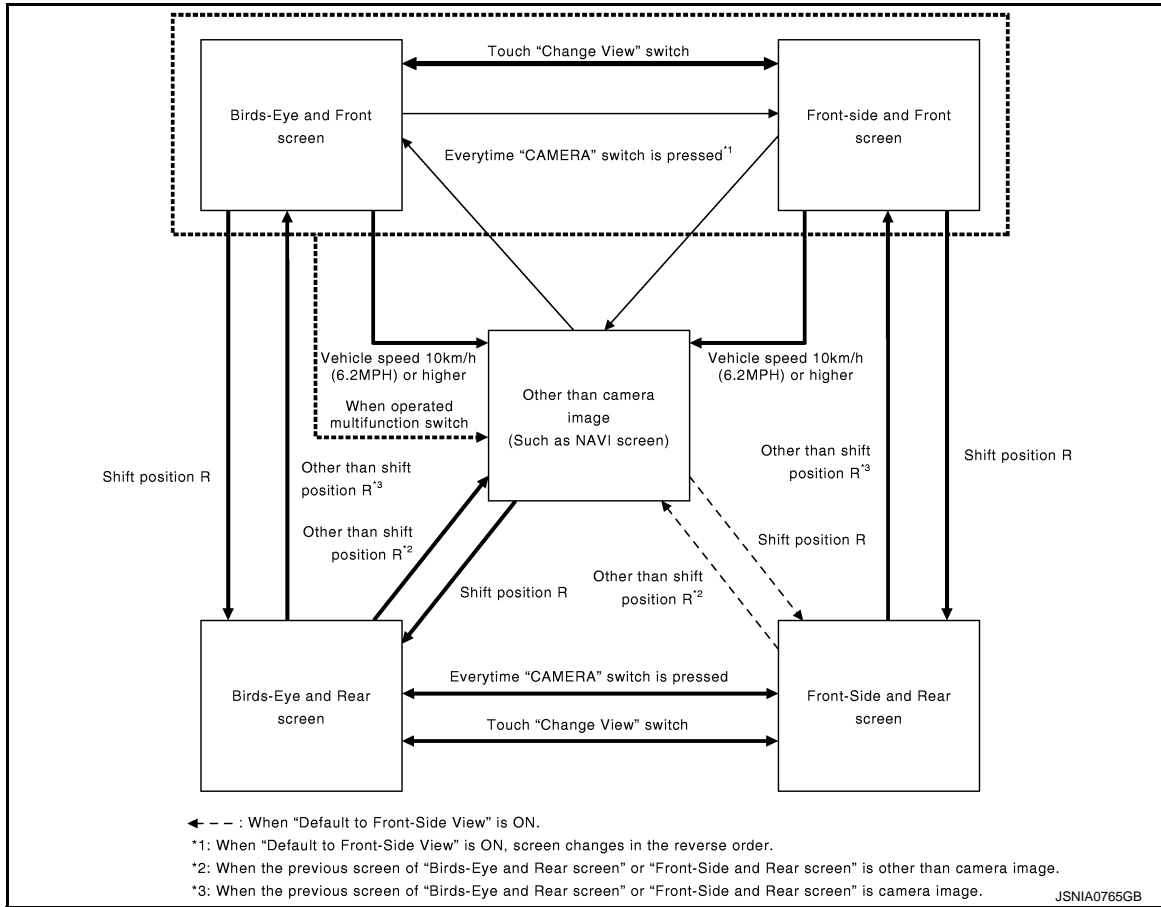 Touch “Change View” switch
Birds-Eye and Front
screen
Front-side and Front
screen
Everytime “CAMERA” switch is pressed*1
Vehicle speed 10km/h
(6.2MPH) or higher
Vehicle speed 10km/h
(6.2MPH) or higher
Other than camera
image
(Such as NAVI screen)
When operated
multifunction switch
Shift position R
Other than shift
position R*3
Other than shift
position R*2
Shift position R
Shift position R
Other than shift
position R*2
Other than shift
position R*3
Shift position R
Birds-Eye and Rear
screen
Everytime “CAMERA” switch is pressed
Touch “Change View” switch
Front-Side and Rear
screen
: When “Default to Front-Side View” is ON.
*1: When “Default to Front-Side View” is ON, screen changes in the reverse order.
*2: When the previous screen of “Birds-Eye and Rear screen” or “Front-Side and Rear screen” is other than camera image.
*3: When the previous screen of “Birds-Eye and Rear screen” or “Front-Side and Rear screen” is camera image.
JSNIA0765GB